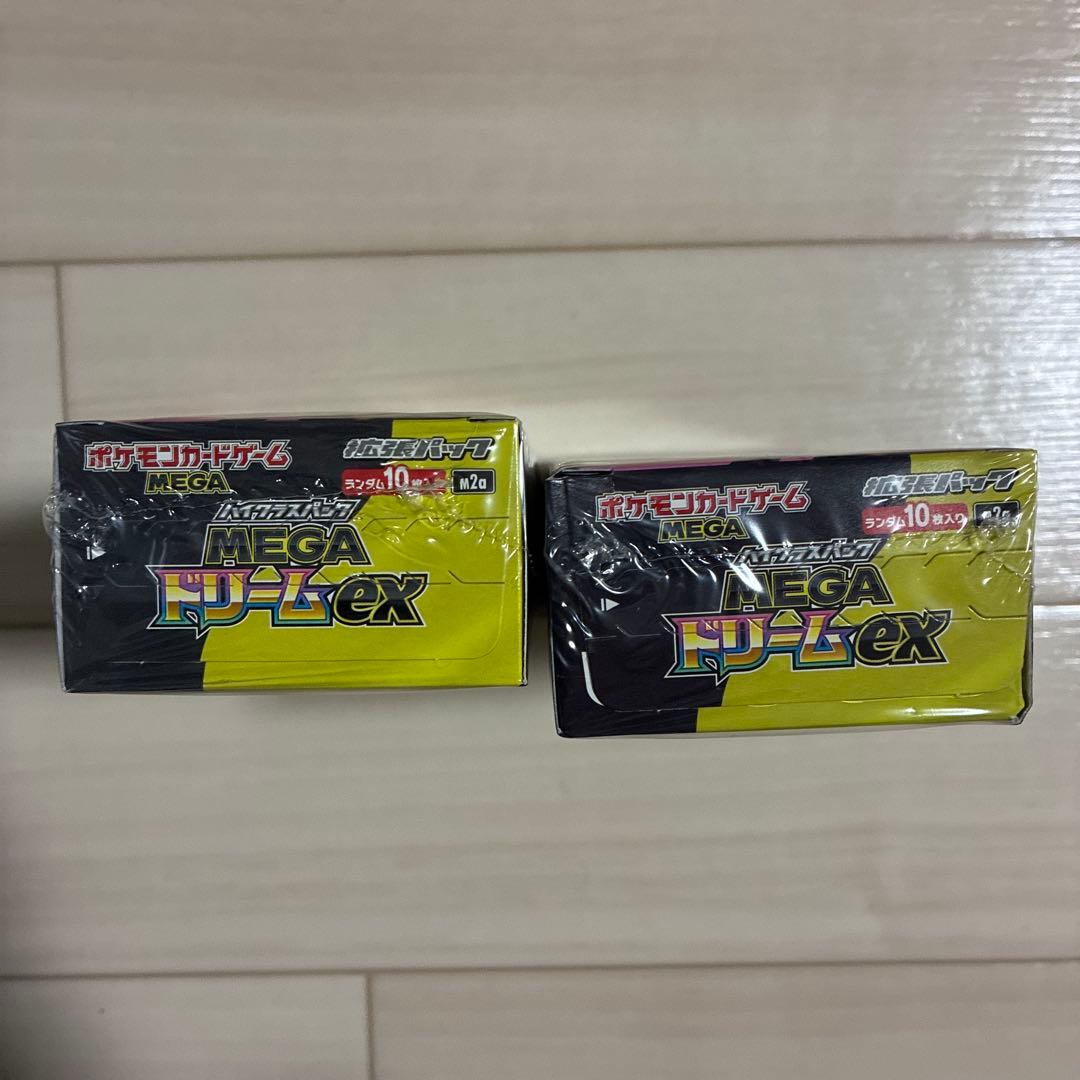 ポケモンカードゲーム
MEGA
拡張パック
ランダム10枚入り
M2a
ハイクラスパック
MEGA
ドリームex
ポケモンカードゲーム
MEGA
拡張パック
ランダム10枚入り
M2a
ハイクラスパック
MEGA
ドリームex